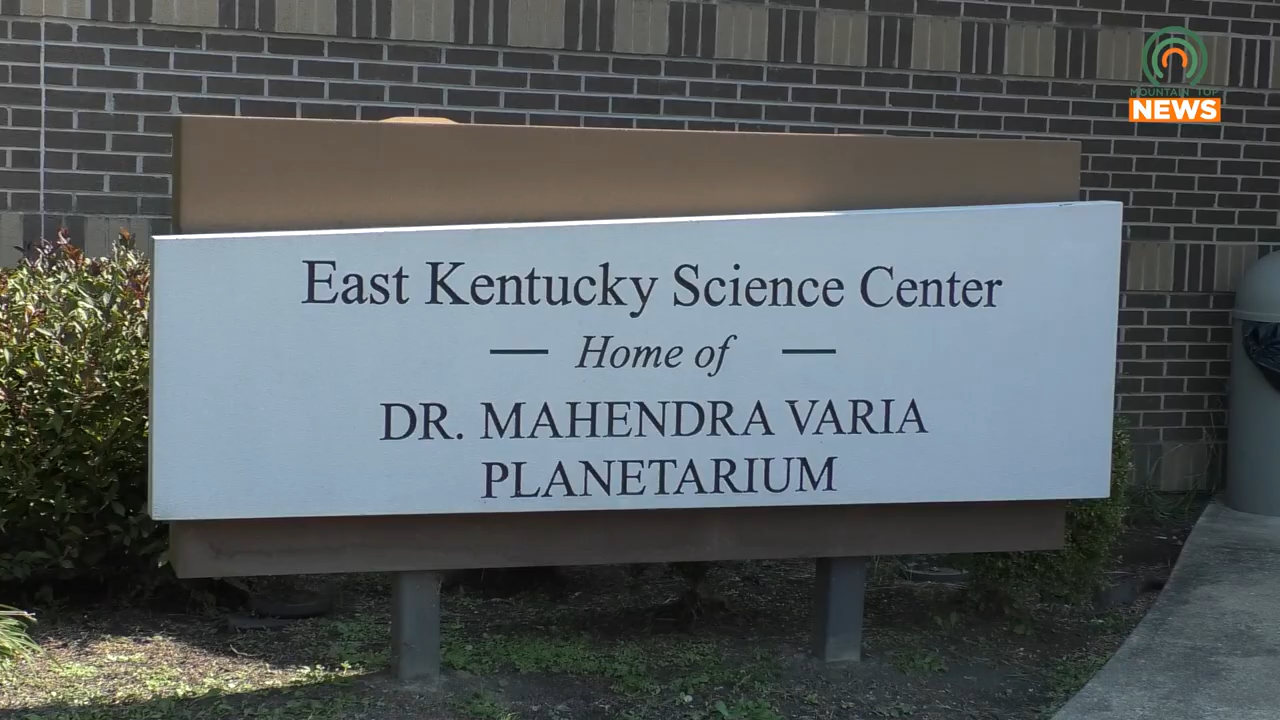 MOUNTAIN TOP
NEWS
East Kentucky Science Center
— Home of —
DR. MAHENDRA VARIA
PLANETARIUM